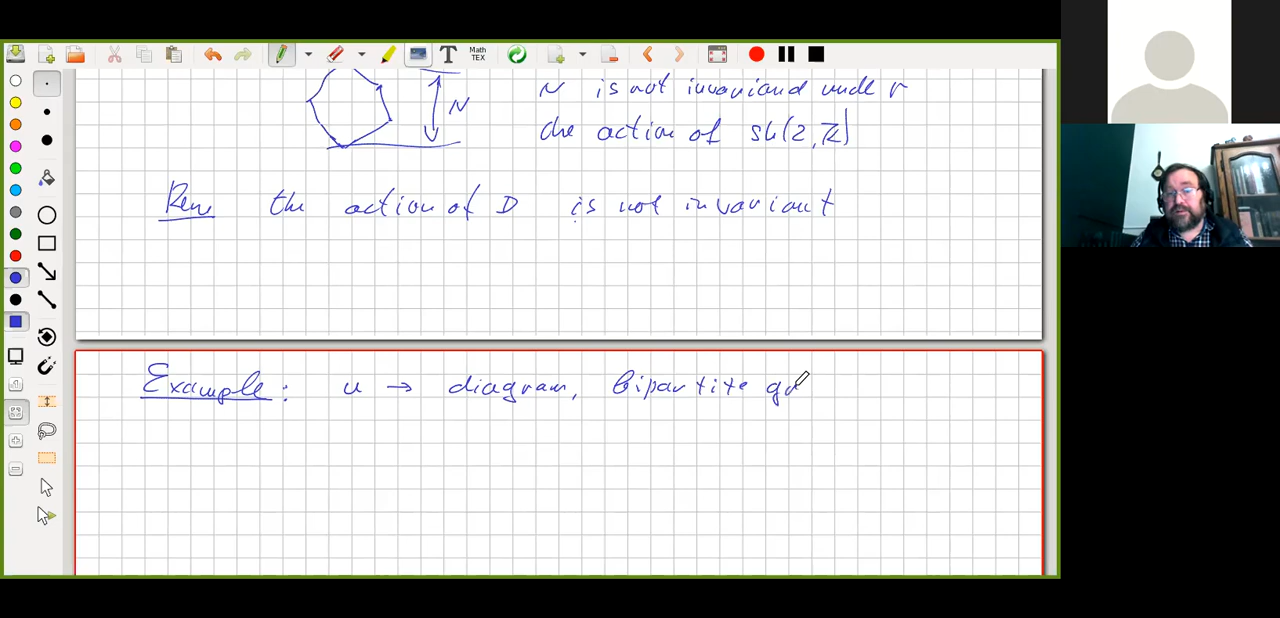 Math
TEX
N is not invariand under
the action of SL(2, ℤ)
N
Rem the action of D is not invariant
Example: u → diagram, bipartite gr